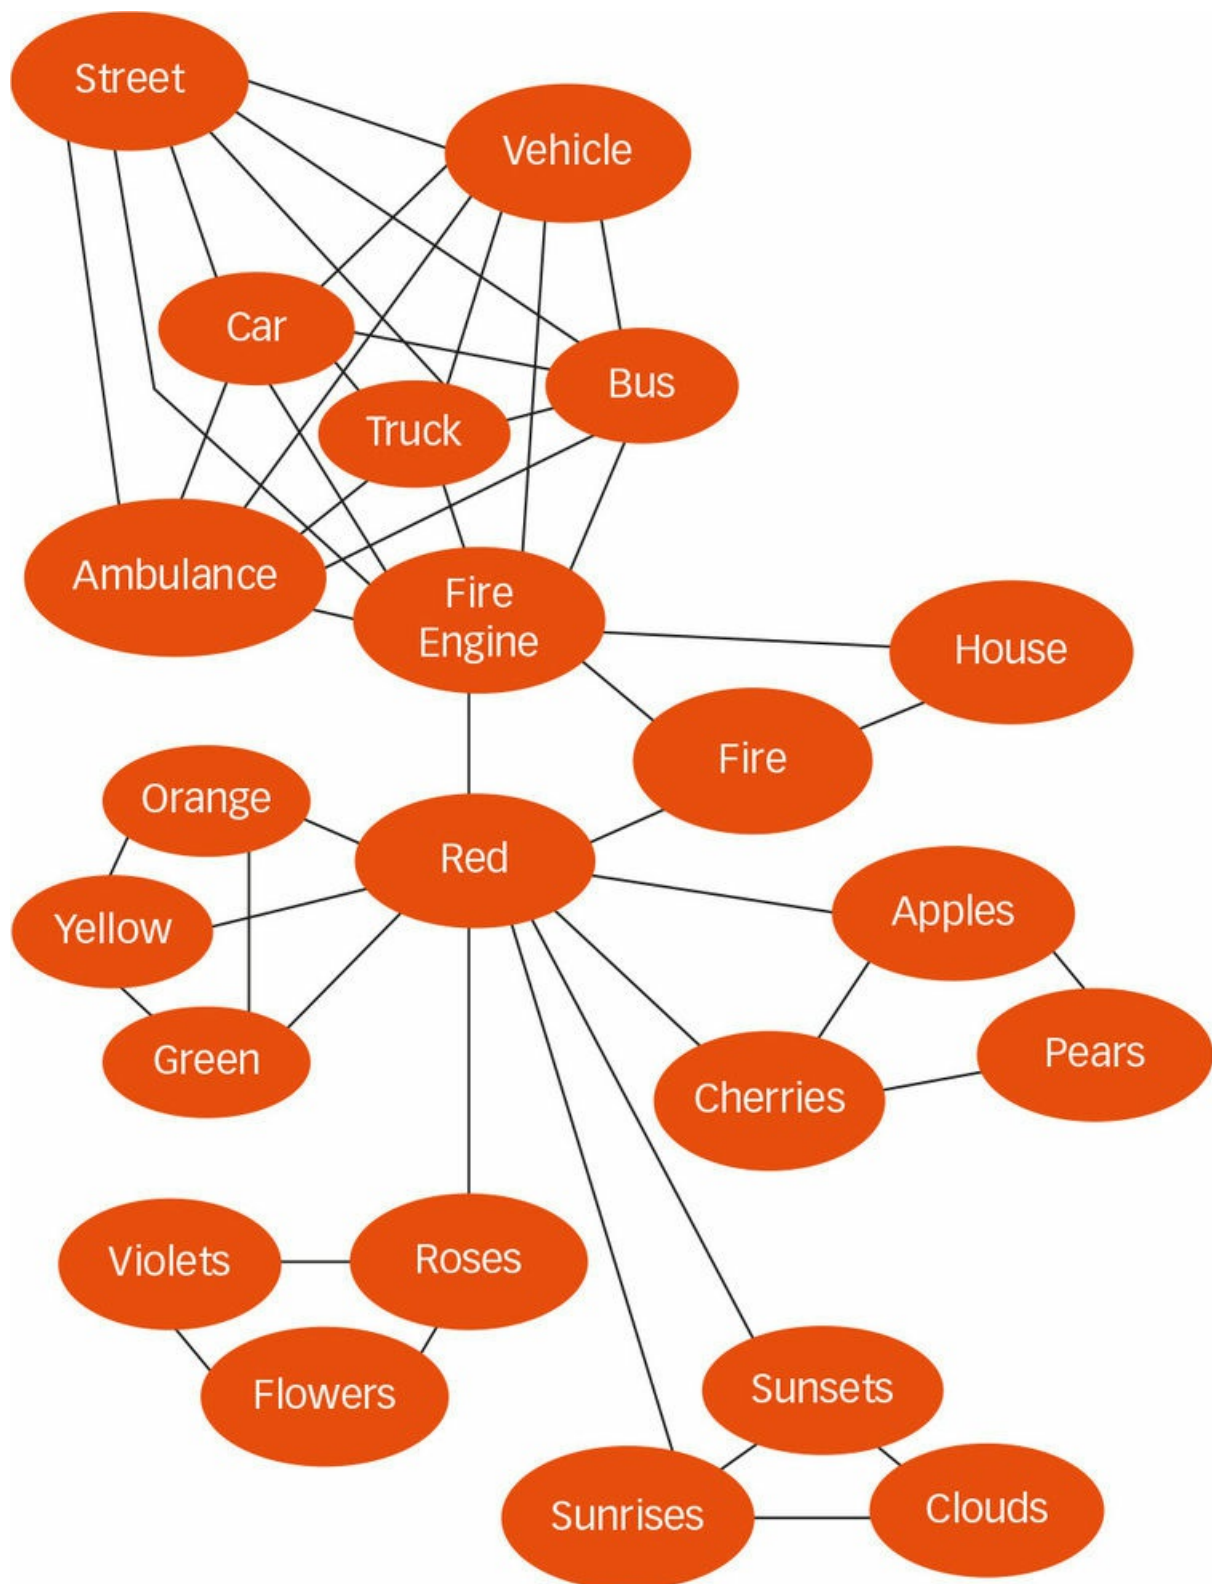 Street
Vehicle
Car
Bus
Truck
Ambulance
Fire
Engine
House
Fire
Orange
Red
Apples
Yellow
Green
Pears
Cherries
Violets
Roses
Flowers
Sunsets
Sunrises
Clouds